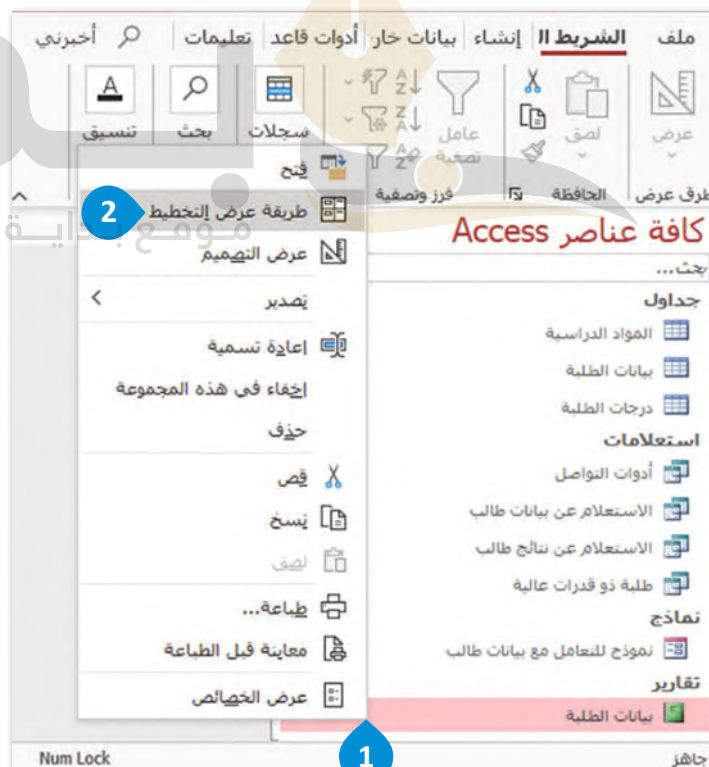 ملف الشريط ال إنشاء بيانات خار أدوات قاعد تعليمات أخبرني
عرض
لصق
عامل تصفية
سجلات
بحث
تنسيق
طرق عرض
الحافظة
فرز وتصفية
كافة عناصر Access
بحث...
جداول
المواد الدراسية
بيانات الطلبة
درجات الطلبة
استعلامات
أدوات التواصل
الاستعلام عن بيانات طالب
الاستعلام عن نتائج طالب
طلبة ذو قدرات عالية
نماذج
نموذج للتعامل مع بيانات طالب
تقارير
بيانات الطلبة
1
فتح
طريقة عرض التخطيط
2
عرض التصميم
تصدير
إعادة تسمية
إخفاء في هذه المجموعة
حذف
قص
نسخ
لصق
طباعة...
معاينة قبل الطباعة
عرض الخصائص
جاهز
Num Lock